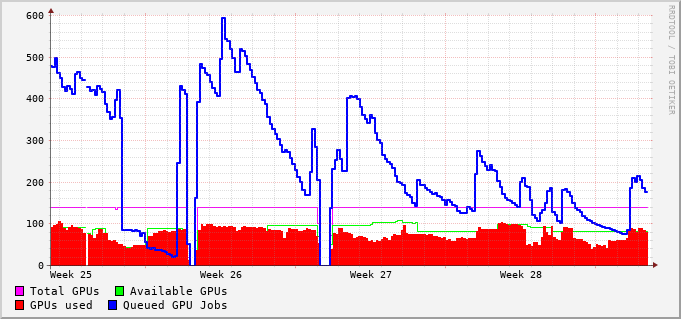 RRDTOOL / TOBI OETIKER
600
500
400
300
200
100
0
Week 25 Week 26 Week 27 Week 28
Total GPUs Available GPUs
GPUs used Queued GPU Jobs